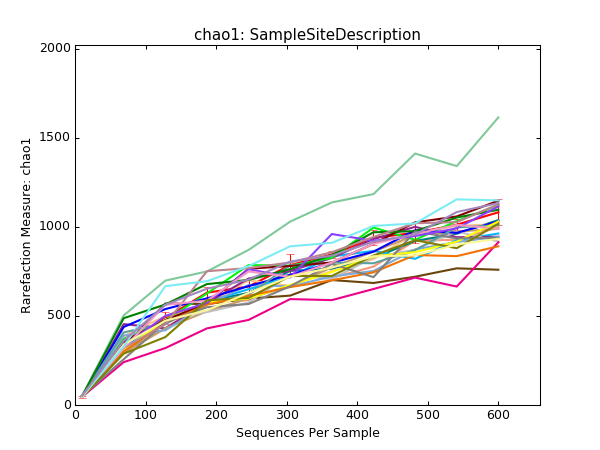 chao1: SampleSiteDescription
2000
1500
1000
500
0
0 100 200 300 400 500 600
Rarefaction Measure: chao1
Sequences Per Sample